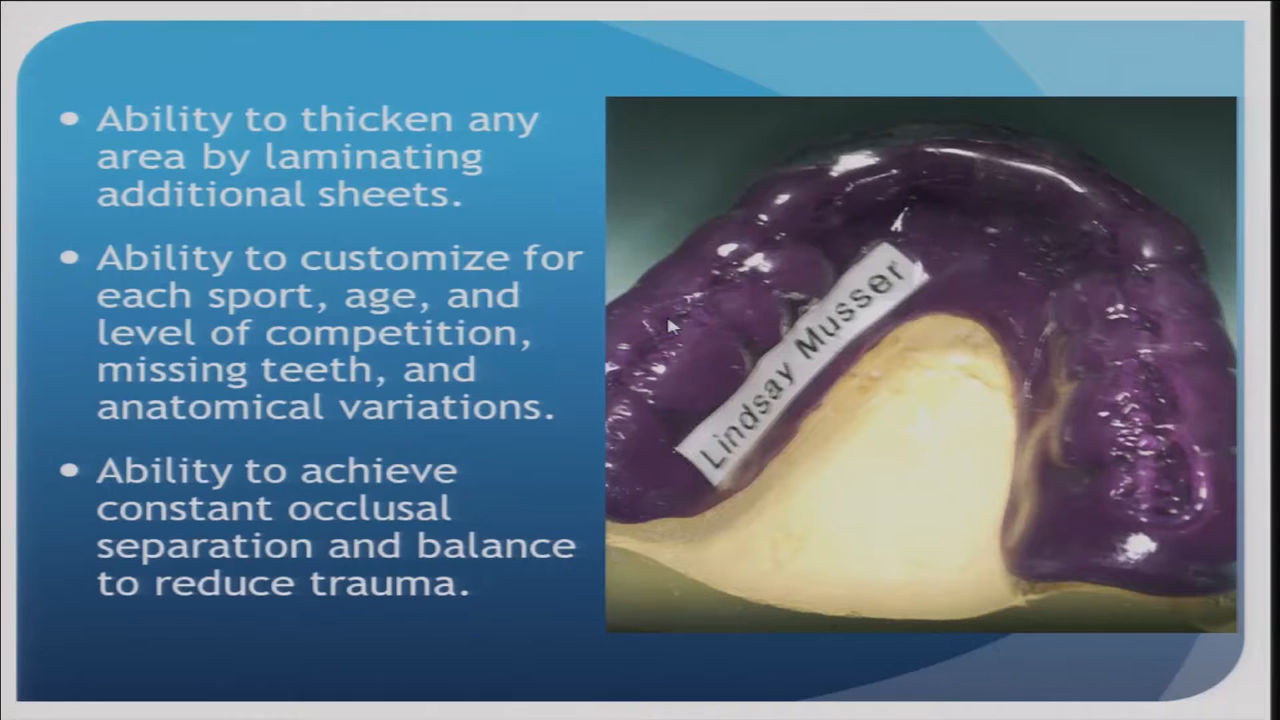 • Ability to thicken any
area by laminating
additional sheets.
• Ability to customize for
each sport, age, and
level of competition,
missing teeth, and
anatomical variations.
• Ability to achieve
constant occlusal
separation and balance
to reduce trauma.
Lindsay Musser